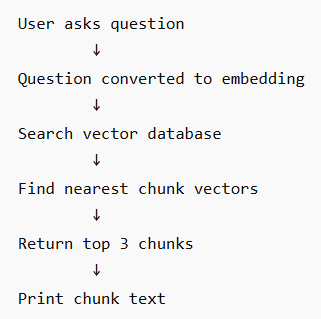 User asks question
↓
Question converted to embedding
↓
Search vector database
↓
Find nearest chunk vectors
↓
Return top 3 chunks
↓
Print chunk text